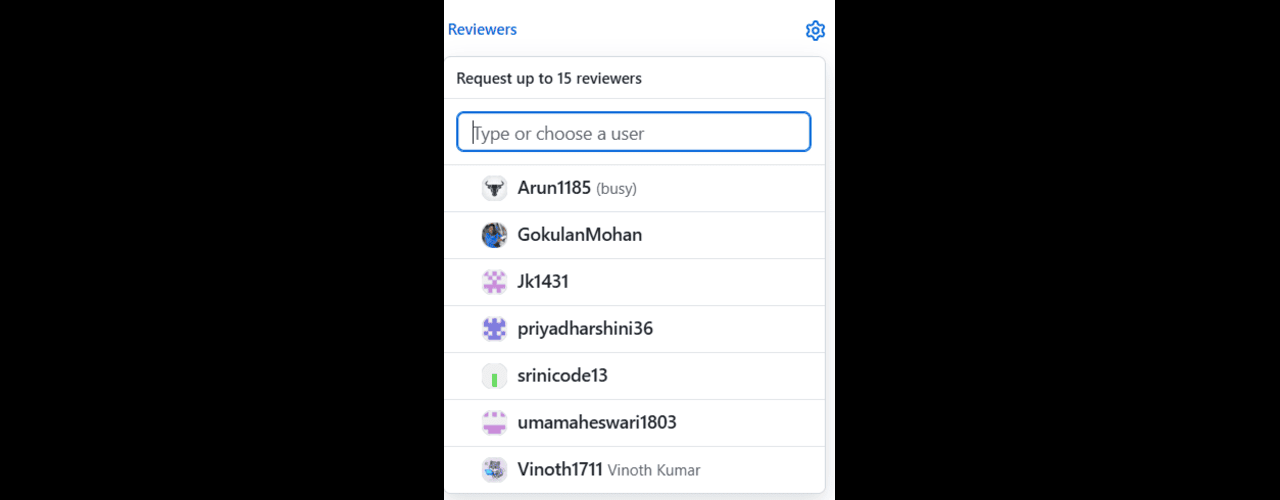 Reviewers
Request up to 15 reviewers
Type or choose a user
Arun1185 (busy)
GokulanMohan
Jk1431
priyadharshini36
srinicode13
umamaheswari1803
Vinoth1711 Vinoth Kumar